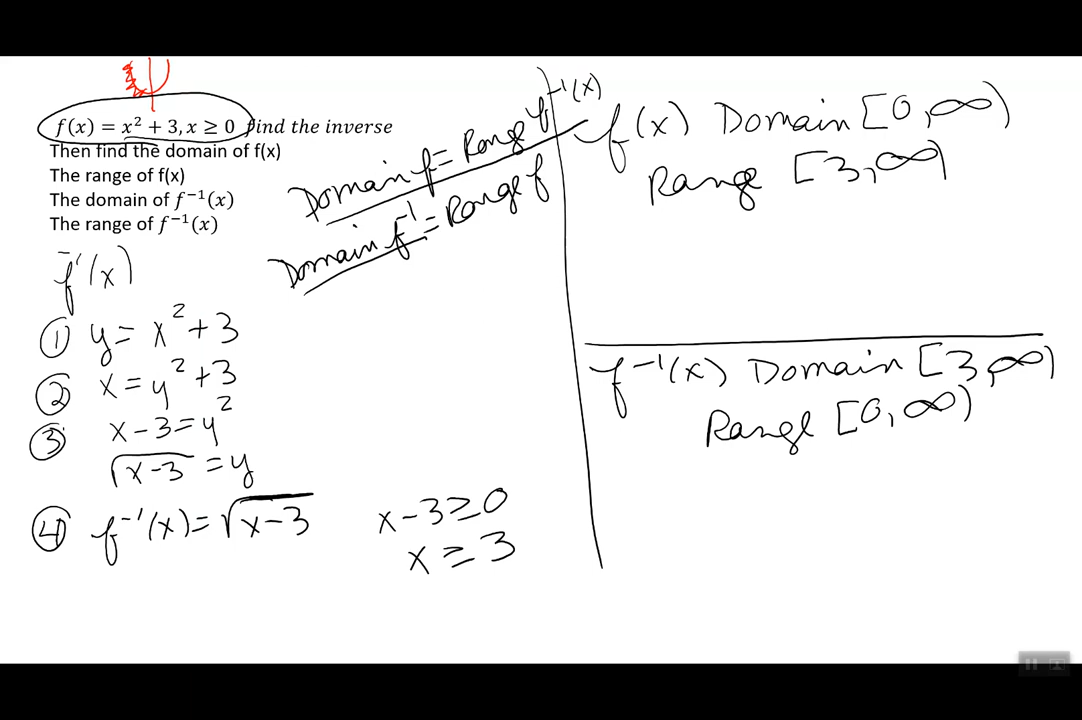 f(x) = x² + 3, x ≥ 0 find the inverse
Then find the domain of f(x)
The range of f(x)
The domain of f⁻¹(x)
The range of f⁻¹(x)
Domain f = Range f⁻¹(x)
Domain f⁻¹ = Range f
f⁻¹(x)
① y = x² + 3
② x = y² + 3
③ x - 3 = y²
√(x-3) = y
④ f⁻¹(x) = √(x-3)
x - 3 ≥ 0
x ≥ 3
f(x) Domain [0, ∞)
Range [3, ∞)
f⁻¹(x) Domain [3, ∞)
Range [0, ∞)